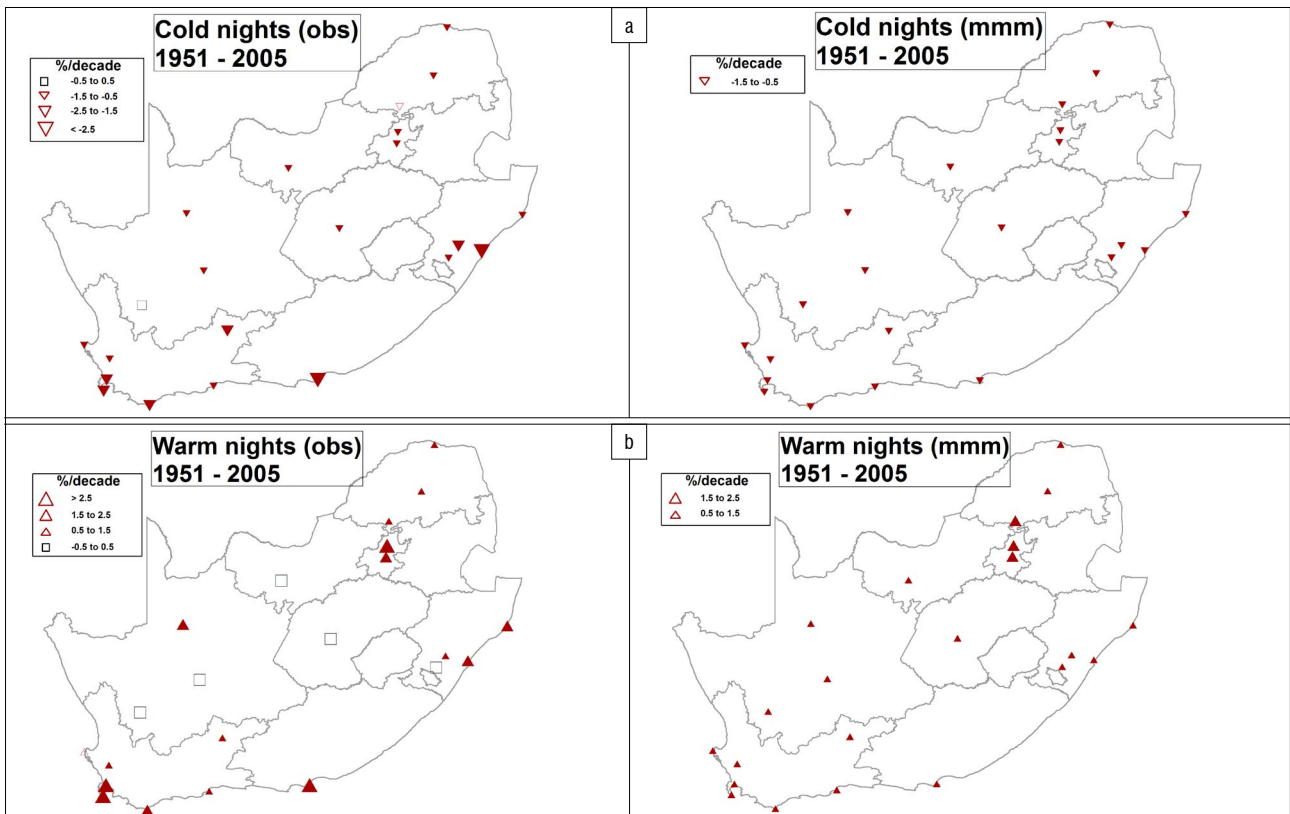 Cold nights (obs)
1951 - 2005
%/decade
-0.5 to 0.5
-1.5 to -0.5
-2.5 to -1.5
< -2.5
a
Cold nights (mmm)
1951 - 2005
%/decade
-1.5 to -0.5
Warm nights (obs)
1951 - 2005
%/decade
> 2.5
1.5 to 2.5
0.5 to 1.5
-0.5 to 0.5
b
Warm nights (mmm)
1951 - 2005
%/decade
1.5 to 2.5
0.5 to 1.5